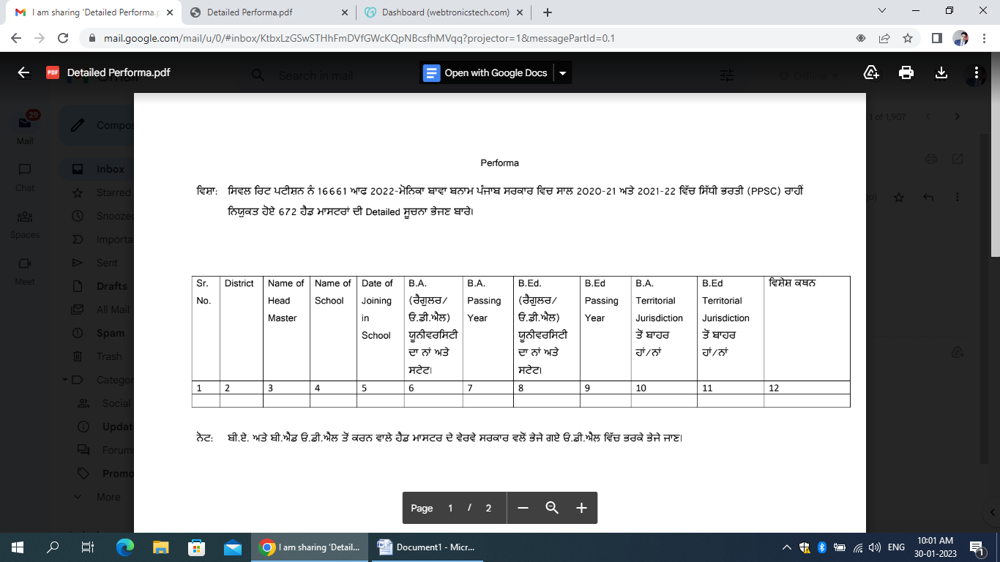 I am sharing 'Detailed Performa.p
Detailed Performa.pdf
Dashboard (webtronicstech.com)
mail.google.com/mail/u/0/#inbox/KtbxLzGSwSTHhFmDVfGWcKQpNBcsfhMVqq?projector=1&messagePartId=0.1
PDF Detailed Performa.pdf
Search in mail
Open with Google Docs
Offline
29
Mail
Chat
Spaces
Meet
Compos
1 of 1,907
Inbox
Starred
Snoozed
Importa
Sent
Drafts
All Mail
Spam
Trash
Categor
Social
Updat
Forums
Promo
More
Performa
ਵਿਸ਼ਾ: ਸਿਵਲ ਰਿਟ ਪਟੀਸ਼ਨ ਨੰ 16661 ਆਫ 2022-ਮੋਨਿਕਾ ਬਾਵਾ ਬਨਾਮ ਪੰਜਾਬ ਸਰਕਾਰ ਵਿਚ ਸਾਲ 2020-21 ਅਤੇ 2021-22 ਵਿੱਚ ਸਿੱਧੀ ਭਰਤੀ (PPSC) ਰਾਹੀਂ
ਨਿਯੁਕਤ ਹੋਏ 672 ਹੈਡ ਮਾਸਟਰਾਂ ਦੀ Detailed ਸੂਚਨਾ ਭੇਜਣ ਬਾਰੇ।
Sr.
No.
District
Name of
Head
Master
Name of
School
Date of
Joining
in
School
B.A.
(ਰੈਗੁਲਰ/
ਓ.ਡੀ.ਐਲ)
ਯੂਨੀਵਰਸਿਟੀ
ਦਾ ਨਾਂ ਅਤੇ
ਸਟੇਟ।
B.A.
Passing
Year
B.Ed.
(ਰੈਗੁਲਰ/
ਓ.ਡੀ.ਐਲ)
ਯੂਨੀਵਰਸਿਟੀ
ਦਾ ਨਾਂ ਅਤੇ
ਸਟੇਟ।
B.Ed
Passing
Year
B.A.
Territorial
Jurisdiction
ਤੋਂ ਬਾਹਰ
ਹਾਂ/ਨਾਂ
B.Ed
Territorial
Jurisdiction
ਤੋਂ ਬਾਹਰ
ਹਾਂ/ਨਾਂ
ਵਿਸ਼ੇਸ਼ ਕਥਨ
1 2 3 4 5 6 7 8 9 10 11 12
ਨੋਟ: ਬੀ.ਏ. ਅਤੇ ਬੀ.ਐਡ ਓ.ਡੀ.ਐਲ ਤੋਂ ਕਰਨ ਵਾਲੇ ਹੈਡ ਮਾਸਟਰ ਦੇ ਵੇਰਵੇ ਸਰਕਾਰ ਵਲੋਂ ਭੇਜੇ ਗਏ ਓ.ਡੀ.ਐਲ ਵਿੱਚ ਭਰਕੇ ਭੇਜੇ ਜਾਣ।
Page 1 / 2
I am sharing 'Detail...
Document1 - Micr...
ENG
10:01 AM
30-01-2023
1